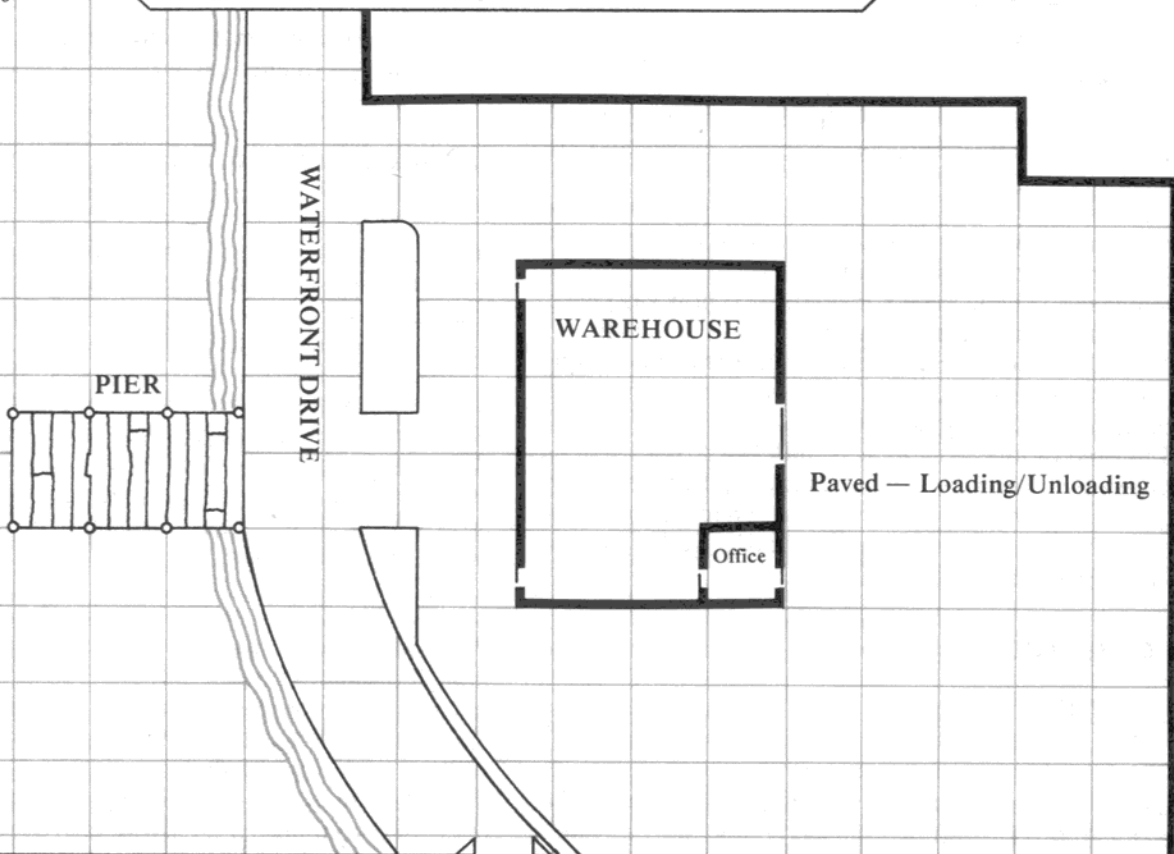 WATERFRONT DRIVE
WAREHOUSE
PIER
Paved — Loading/Unloading
Office